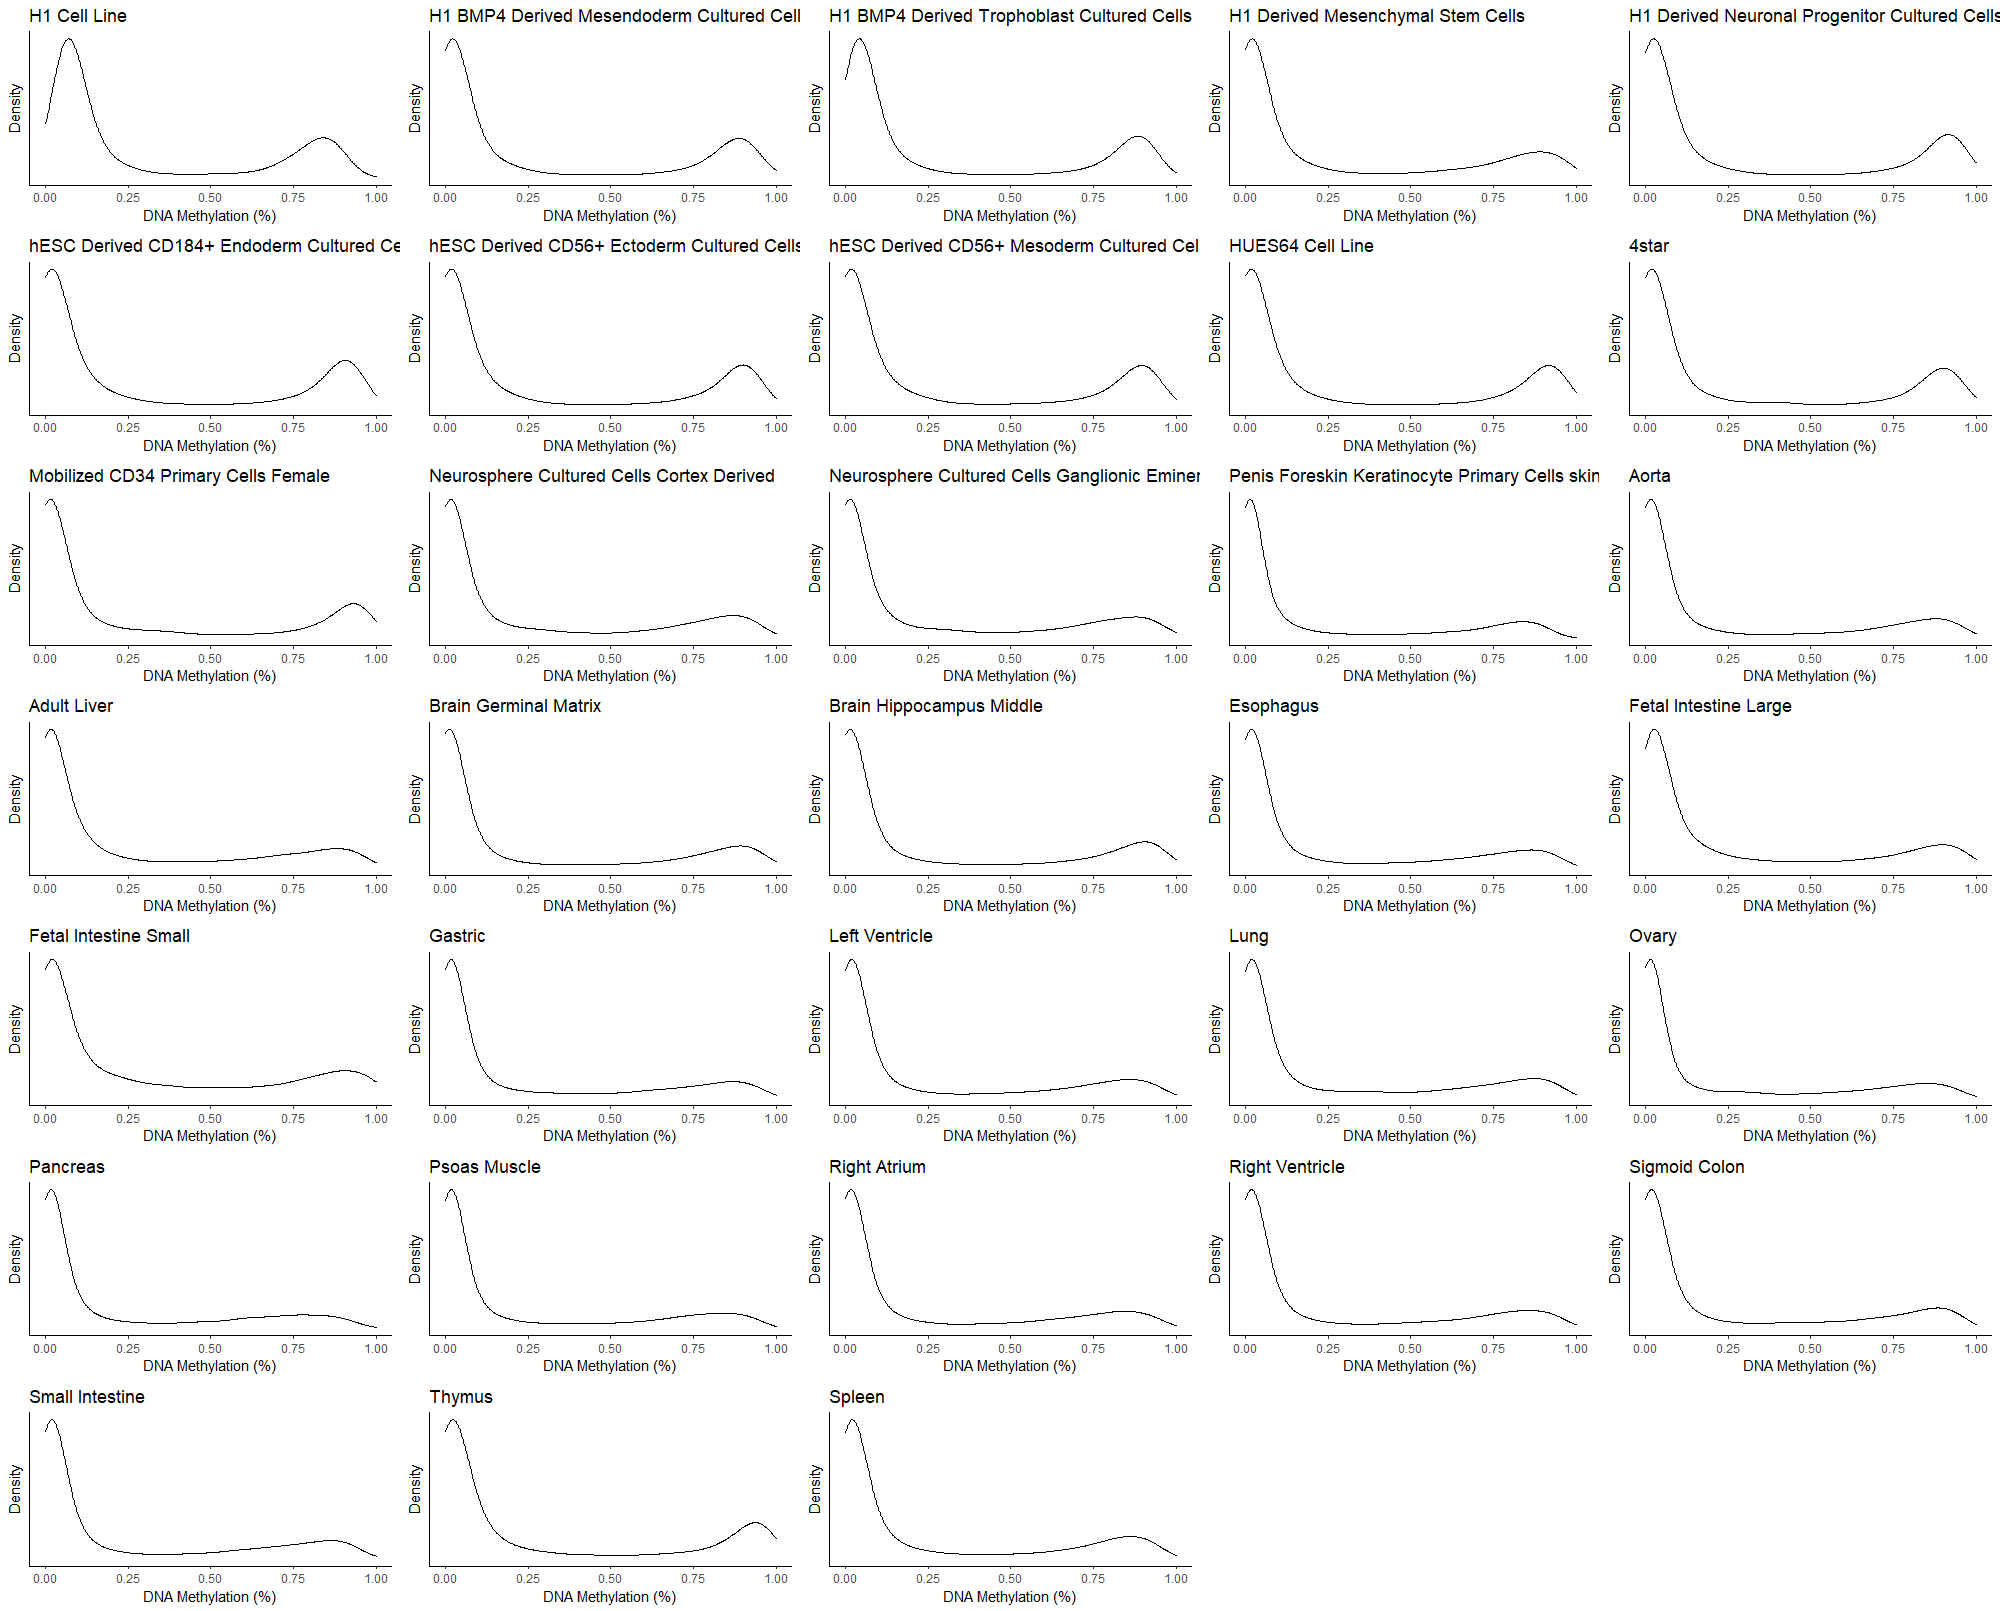 H1 Cell Line
H1 BMP4 Derived Mesendoderm Cultured Cell
H1 BMP4 Derived Trophoblast Cultured Cells
H1 Derived Mesenchymal Stem Cells
H1 Derived Neuronal Progenitor Cultured Cells
Density
Density
Density
Density
Density
0.00 0.25 0.50 0.75 1.00
0.00 0.25 0.50 0.75 1.00
0.00 0.25 0.50 0.75 1.00
0.00 0.25 0.50 0.75 1.00
0.00 0.25 0.50 0.75 1.00
DNA Methylation (%)
DNA Methylation (%)
DNA Methylation (%)
DNA Methylation (%)
DNA Methylation (%)
hESC Derived CD184+ Endoderm Cultured Ce
hESC Derived CD56+ Ectoderm Cultured Cells
hESC Derived CD56+ Mesoderm Cultured Cel
HUES64 Cell Line
4star
Density
Density
Density
Density
Density
0.00 0.25 0.50 0.75 1.00
0.00 0.25 0.50 0.75 1.00
0.00 0.25 0.50 0.75 1.00
0.00 0.25 0.50 0.75 1.00
0.00 0.25 0.50 0.75 1.00
DNA Methylation (%)
DNA Methylation (%)
DNA Methylation (%)
DNA Methylation (%)
DNA Methylation (%)
Mobilized CD34 Primary Cells Female
Neurosphere Cultured Cells Cortex Derived
Neurosphere Cultured Cells Ganglionic Eminer
Penis Foreskin Keratinocyte Primary Cells skin
Aorta
Density
Density
Density
Density
Density
0.00 0.25 0.50 0.75 1.00
0.00 0.25 0.50 0.75 1.00
0.00 0.25 0.50 0.75 1.00
0.00 0.25 0.50 0.75 1.00
0.00 0.25 0.50 0.75 1.00
DNA Methylation (%)
DNA Methylation (%)
DNA Methylation (%)
DNA Methylation (%)
DNA Methylation (%)
Adult Liver
Brain Germinal Matrix
Brain Hippocampus Middle
Esophagus
Fetal Intestine Large
Density
Density
Density
Density
Density
0.00 0.25 0.50 0.75 1.00
0.00 0.25 0.50 0.75 1.00
0.00 0.25 0.50 0.75 1.00
0.00 0.25 0.50 0.75 1.00
0.00 0.25 0.50 0.75 1.00
DNA Methylation (%)
DNA Methylation (%)
DNA Methylation (%)
DNA Methylation (%)
DNA Methylation (%)
Fetal Intestine Small
Gastric
Left Ventricle
Lung
Ovary
Density
Density
Density
Density
Density
0.00 0.25 0.50 0.75 1.00
0.00 0.25 0.50 0.75 1.00
0.00 0.25 0.50 0.75 1.00
0.00 0.25 0.50 0.75 1.00
0.00 0.25 0.50 0.75 1.00
DNA Methylation (%)
DNA Methylation (%)
DNA Methylation (%)
DNA Methylation (%)
DNA Methylation (%)
Pancreas
Psoas Muscle
Right Atrium
Right Ventricle
Sigmoid Colon
Density
Density
Density
Density
Density
0.00 0.25 0.50 0.75 1.00
0.00 0.25 0.50 0.75 1.00
0.00 0.25 0.50 0.75 1.00
0.00 0.25 0.50 0.75 1.00
0.00 0.25 0.50 0.75 1.00
DNA Methylation (%)
DNA Methylation (%)
DNA Methylation (%)
DNA Methylation (%)
DNA Methylation (%)
Small Intestine
Thymus
Spleen
Density
Density
Density
0.00 0.25 0.50 0.75 1.00
0.00 0.25 0.50 0.75 1.00
0.00 0.25 0.50 0.75 1.00
DNA Methylation (%)
DNA Methylation (%)
DNA Methylation (%)